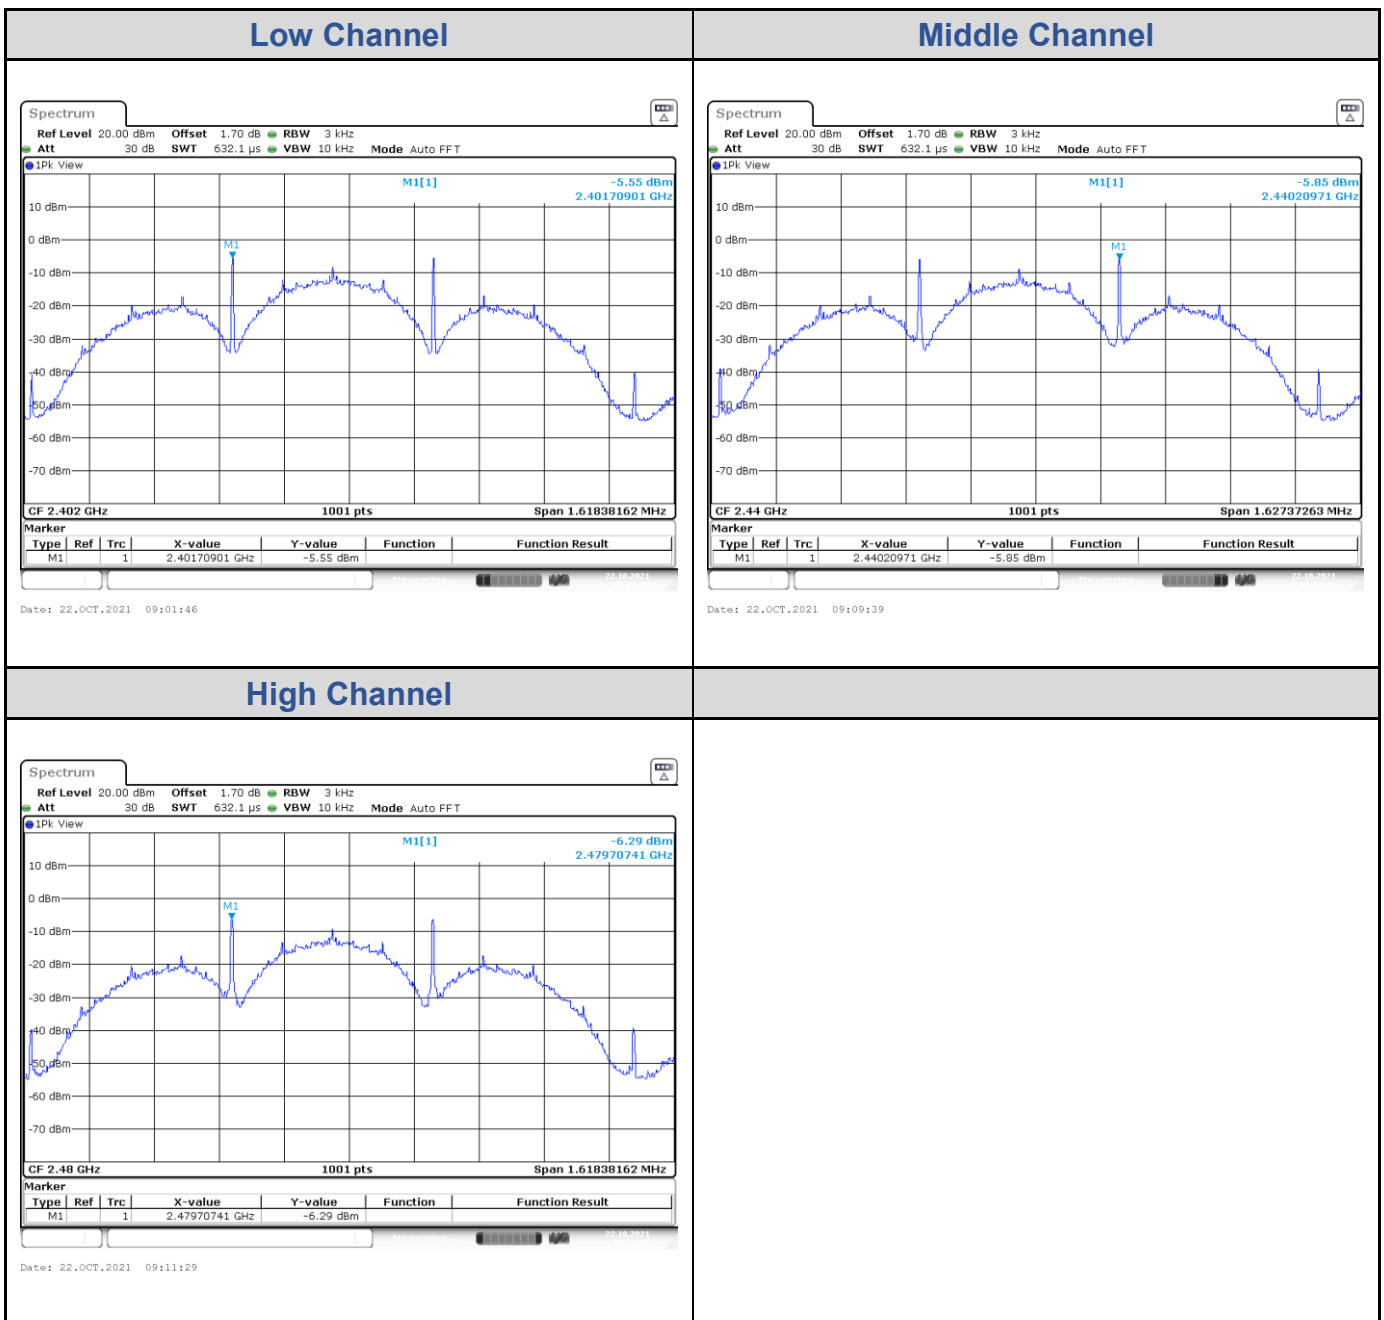 Low Channel
Spectrum
Ref Level 20.00 dBm Offset 1.70 dB RBW 3 kHz
Att 30 dB SWT 632.1 µs VBW 10 kHz Mode Auto FFT
1Pk View
M1[1] -5.55 dBm
2.40170901 GHz
10 dBm
0 dBm
M1
-10 dBm
-20 dBm
-30 dBm
-40 dBm
-50 dBm
-60 dBm
-70 dBm
CF 2.402 GHz 1001 pts Span 1.61838162 MHz
Marker
Type Ref Trc X-value Y-value Function Function Result
M1 1 2.40170901 GHz -5.55 dBm
Measuring... 22.10.2021
Date: 22.OCT.2021 09:01:46
Middle Channel
Spectrum
Ref Level 20.00 dBm Offset 1.70 dB RBW 3 kHz
Att 30 dB SWT 632.1 µs VBW 10 kHz Mode Auto FFT
1Pk View
M1[1] -5.85 dBm
2.44020971 GHz
10 dBm
0 dBm
M1
-10 dBm
-20 dBm
-30 dBm
-40 dBm
-50 dBm
-60 dBm
-70 dBm
CF 2.44 GHz 1001 pts Span 1.62737263 MHz
Marker
Type Ref Trc X-value Y-value Function Function Result
M1 1 2.44020971 GHz -5.85 dBm
Measuring... 22.10.2021
Date: 22.OCT.2021 09:09:39
High Channel
Spectrum
Ref Level 20.00 dBm Offset 1.70 dB RBW 3 kHz
Att 30 dB SWT 632.1 µs VBW 10 kHz Mode Auto FFT
1Pk View
M1[1] -6.29 dBm
2.47970741 GHz
10 dBm
0 dBm
M1
-10 dBm
-20 dBm
-30 dBm
-40 dBm
-50 dBm
-60 dBm
-70 dBm
CF 2.48 GHz 1001 pts Span 1.61838162 MHz
Marker
Type Ref Trc X-value Y-value Function Function Result
M1 1 2.47970741 GHz -6.29 dBm
Measuring... 22.10.2021
Date: 22.OCT.2021 09:11:29